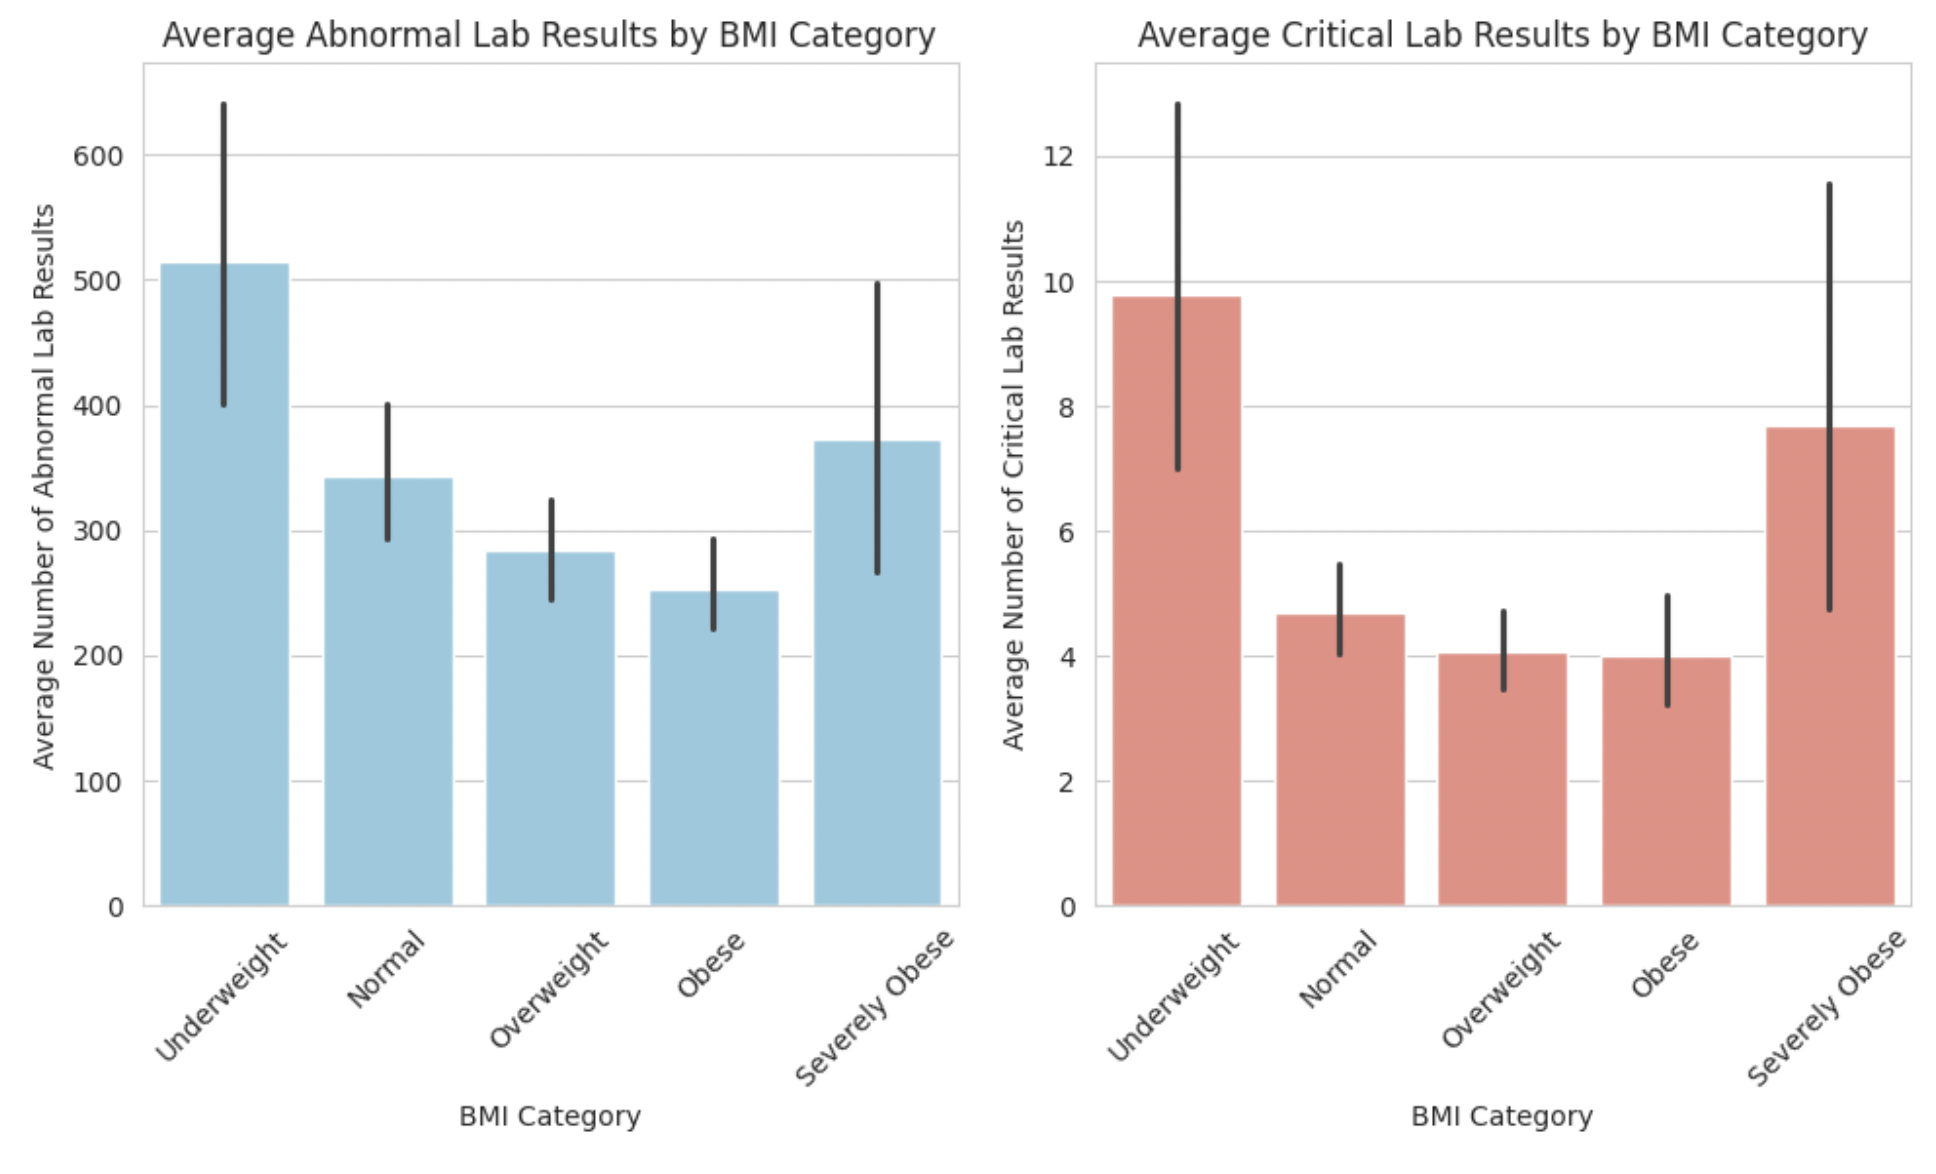 Average Abnormal Lab Results by BMI Category
Average Number of Abnormal Lab Results
600
500
400
300
200
100
0
Underweight
Normal
Overweight
Obese
Severely Obese
BMI Category
Average Critical Lab Results by BMI Category
Average Number of Critical Lab Results
12
10
8
6
4
2
0
Underweight
Normal
Overweight
Obese
Severely Obese
BMI Category